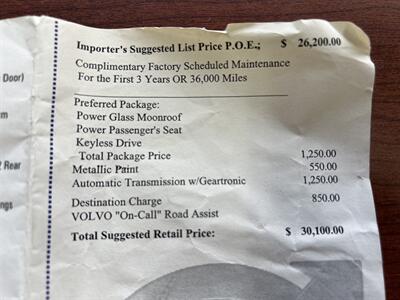 Importer's Suggested List Price P.O.E.; $ 26,200.00
Complimentary Factory Scheduled Maintenance
For the First 3 Years OR 36,000 Miles
Door)
Preferred Package:
Power Glass Moonroof
Power Passenger's Seat
Keyless Drive
Total Package Price 1,250.00
Rear
Metallic Paint 550.00
Automatic Transmission w/Geartronic 1,250.00
Destination Charge 850.00
VOLVO "On-Call" Road Assist
Total Suggested Retail Price: $ 30,100.00